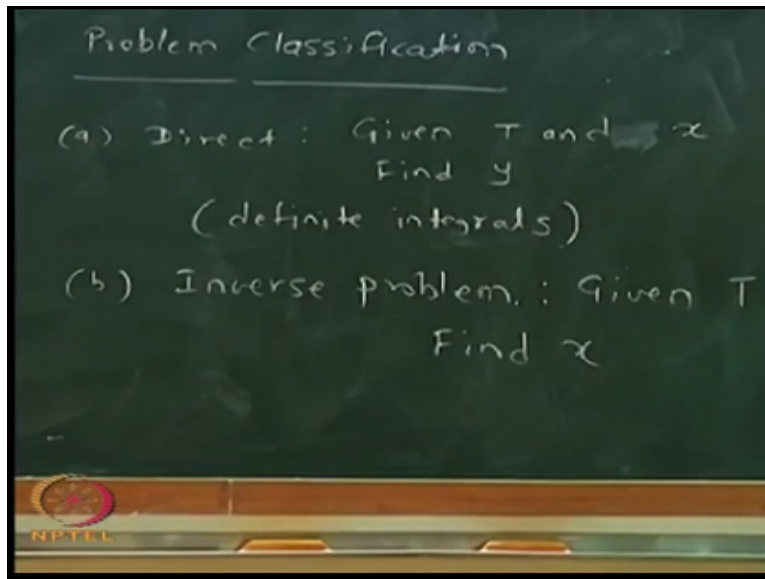 Problem Classification
(a) Direct : Given T and x
Find y
(definite integrals)
(b) Inverse problem. : Given T
Find x
NPTEL